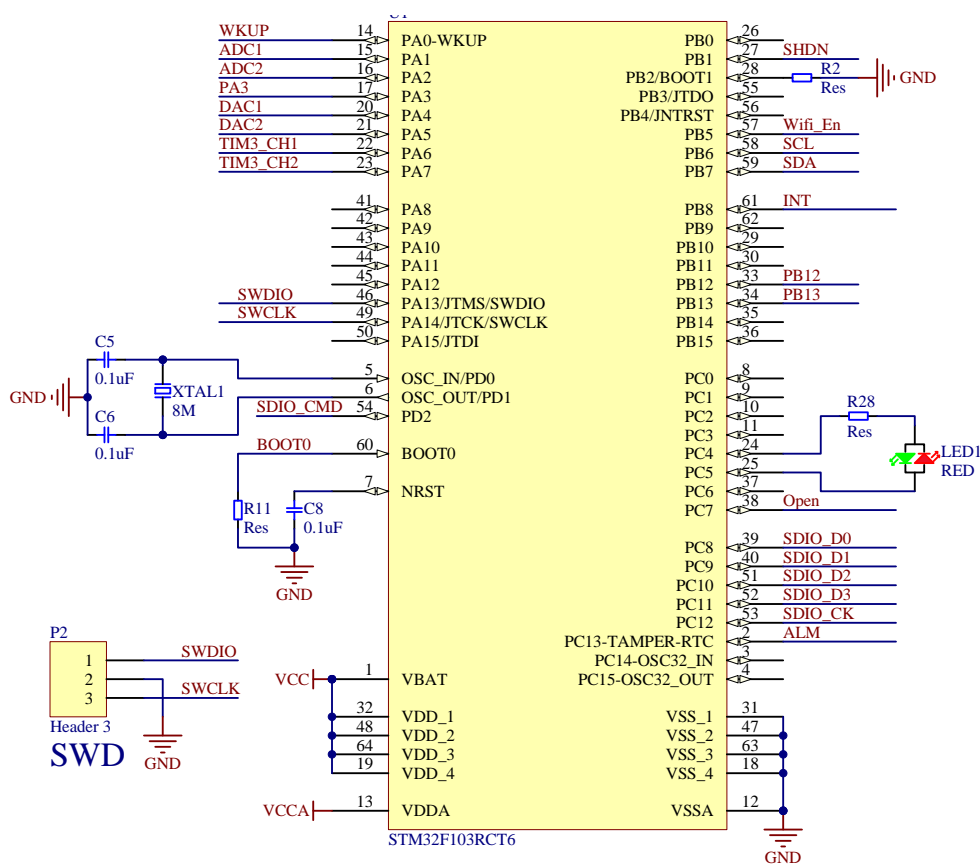 U1
WKUP 14 PA0-WKUP PB0 26
ADC1 15 PA1 PB1 27 SHDN
ADC2 16 PA2 PB2/BOOT1 28 R2 Res GND
PA3 17 PA3 PB3/JTDO 55
DAC1 20 PA4 PB4/JNTRST 56
DAC2 21 PA5 PB5 57 Wifi_En
TIM3_CH1 22 PA6 PB6 58 SCL
TIM3_CH2 23 PA7 PB7 59 SDA
41 PA8 PB8 61 INT
42 PA9 PB9 62
43 PA10 PB10 29
44 PA11 PB11 30
45 PA12 PB12 33 PB12
SWDIO 46 PA13/JTMS/SWDIO PB13 34 PB13
SWCLK 49 PA14/JTCK/SWCLK PB14 35
50 PA15/JTDI PB15 36
C5
0.1uF
XTAL1
8M
GND
C6
0.1uF
5 OSC_IN/PD0 PC0 8
6 OSC_OUT/PD1 PC1 9
SDIO_CMD 54 PD2 PC2 10
PC3 11
BOOT0 60 BOOT0 PC4 24
PC5 25
7 NRST PC6 37
PC7 38 Open
R28
Res
LED1
RED
R11
Res
C8
0.1uF
GND
PC8 39 SDIO_D0
PC9 40 SDIO_D1
PC10 51 SDIO_D2
PC11 52 SDIO_D3
PC12 53 SDIO_CK
PC13-TAMPER-RTC 2 ALM
PC14-OSC32_IN 3
PC15-OSC32_OUT 4
P2
1 SWDIO
2
3 SWCLK
Header 3
SWD
GND
VCC 1 VBAT
32 VDD_1 VSS_1 31
48 VDD_2 VSS_2 47
64 VDD_3 VSS_3 63
19 VDD_4 VSS_4 18
VCCA 13 VDDA VSSA 12
STM32F103RCT6
GND